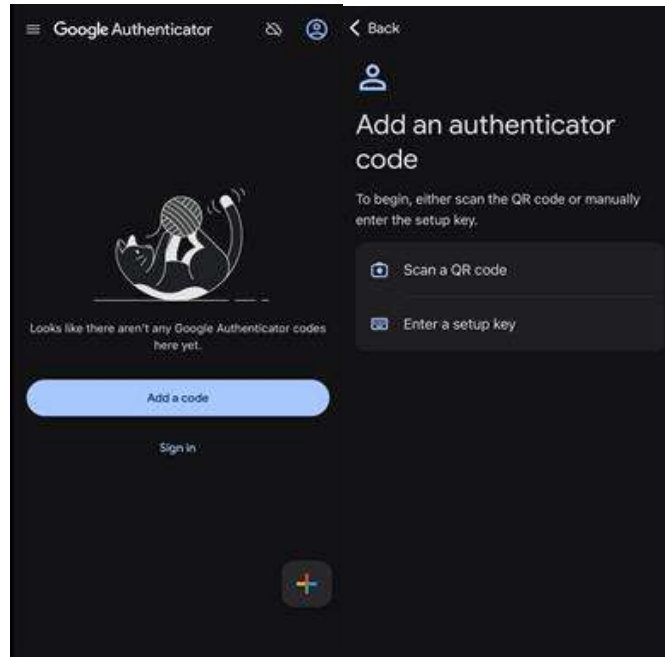 Google Authenticator
Looks like there aren't any Google Authenticator codes
here yet.
Add a code
Sign in
Back
Add an authenticator
code
To begin, either scan the QR code or manually
enter the setup key.
Scan a QR code
Enter a setup key